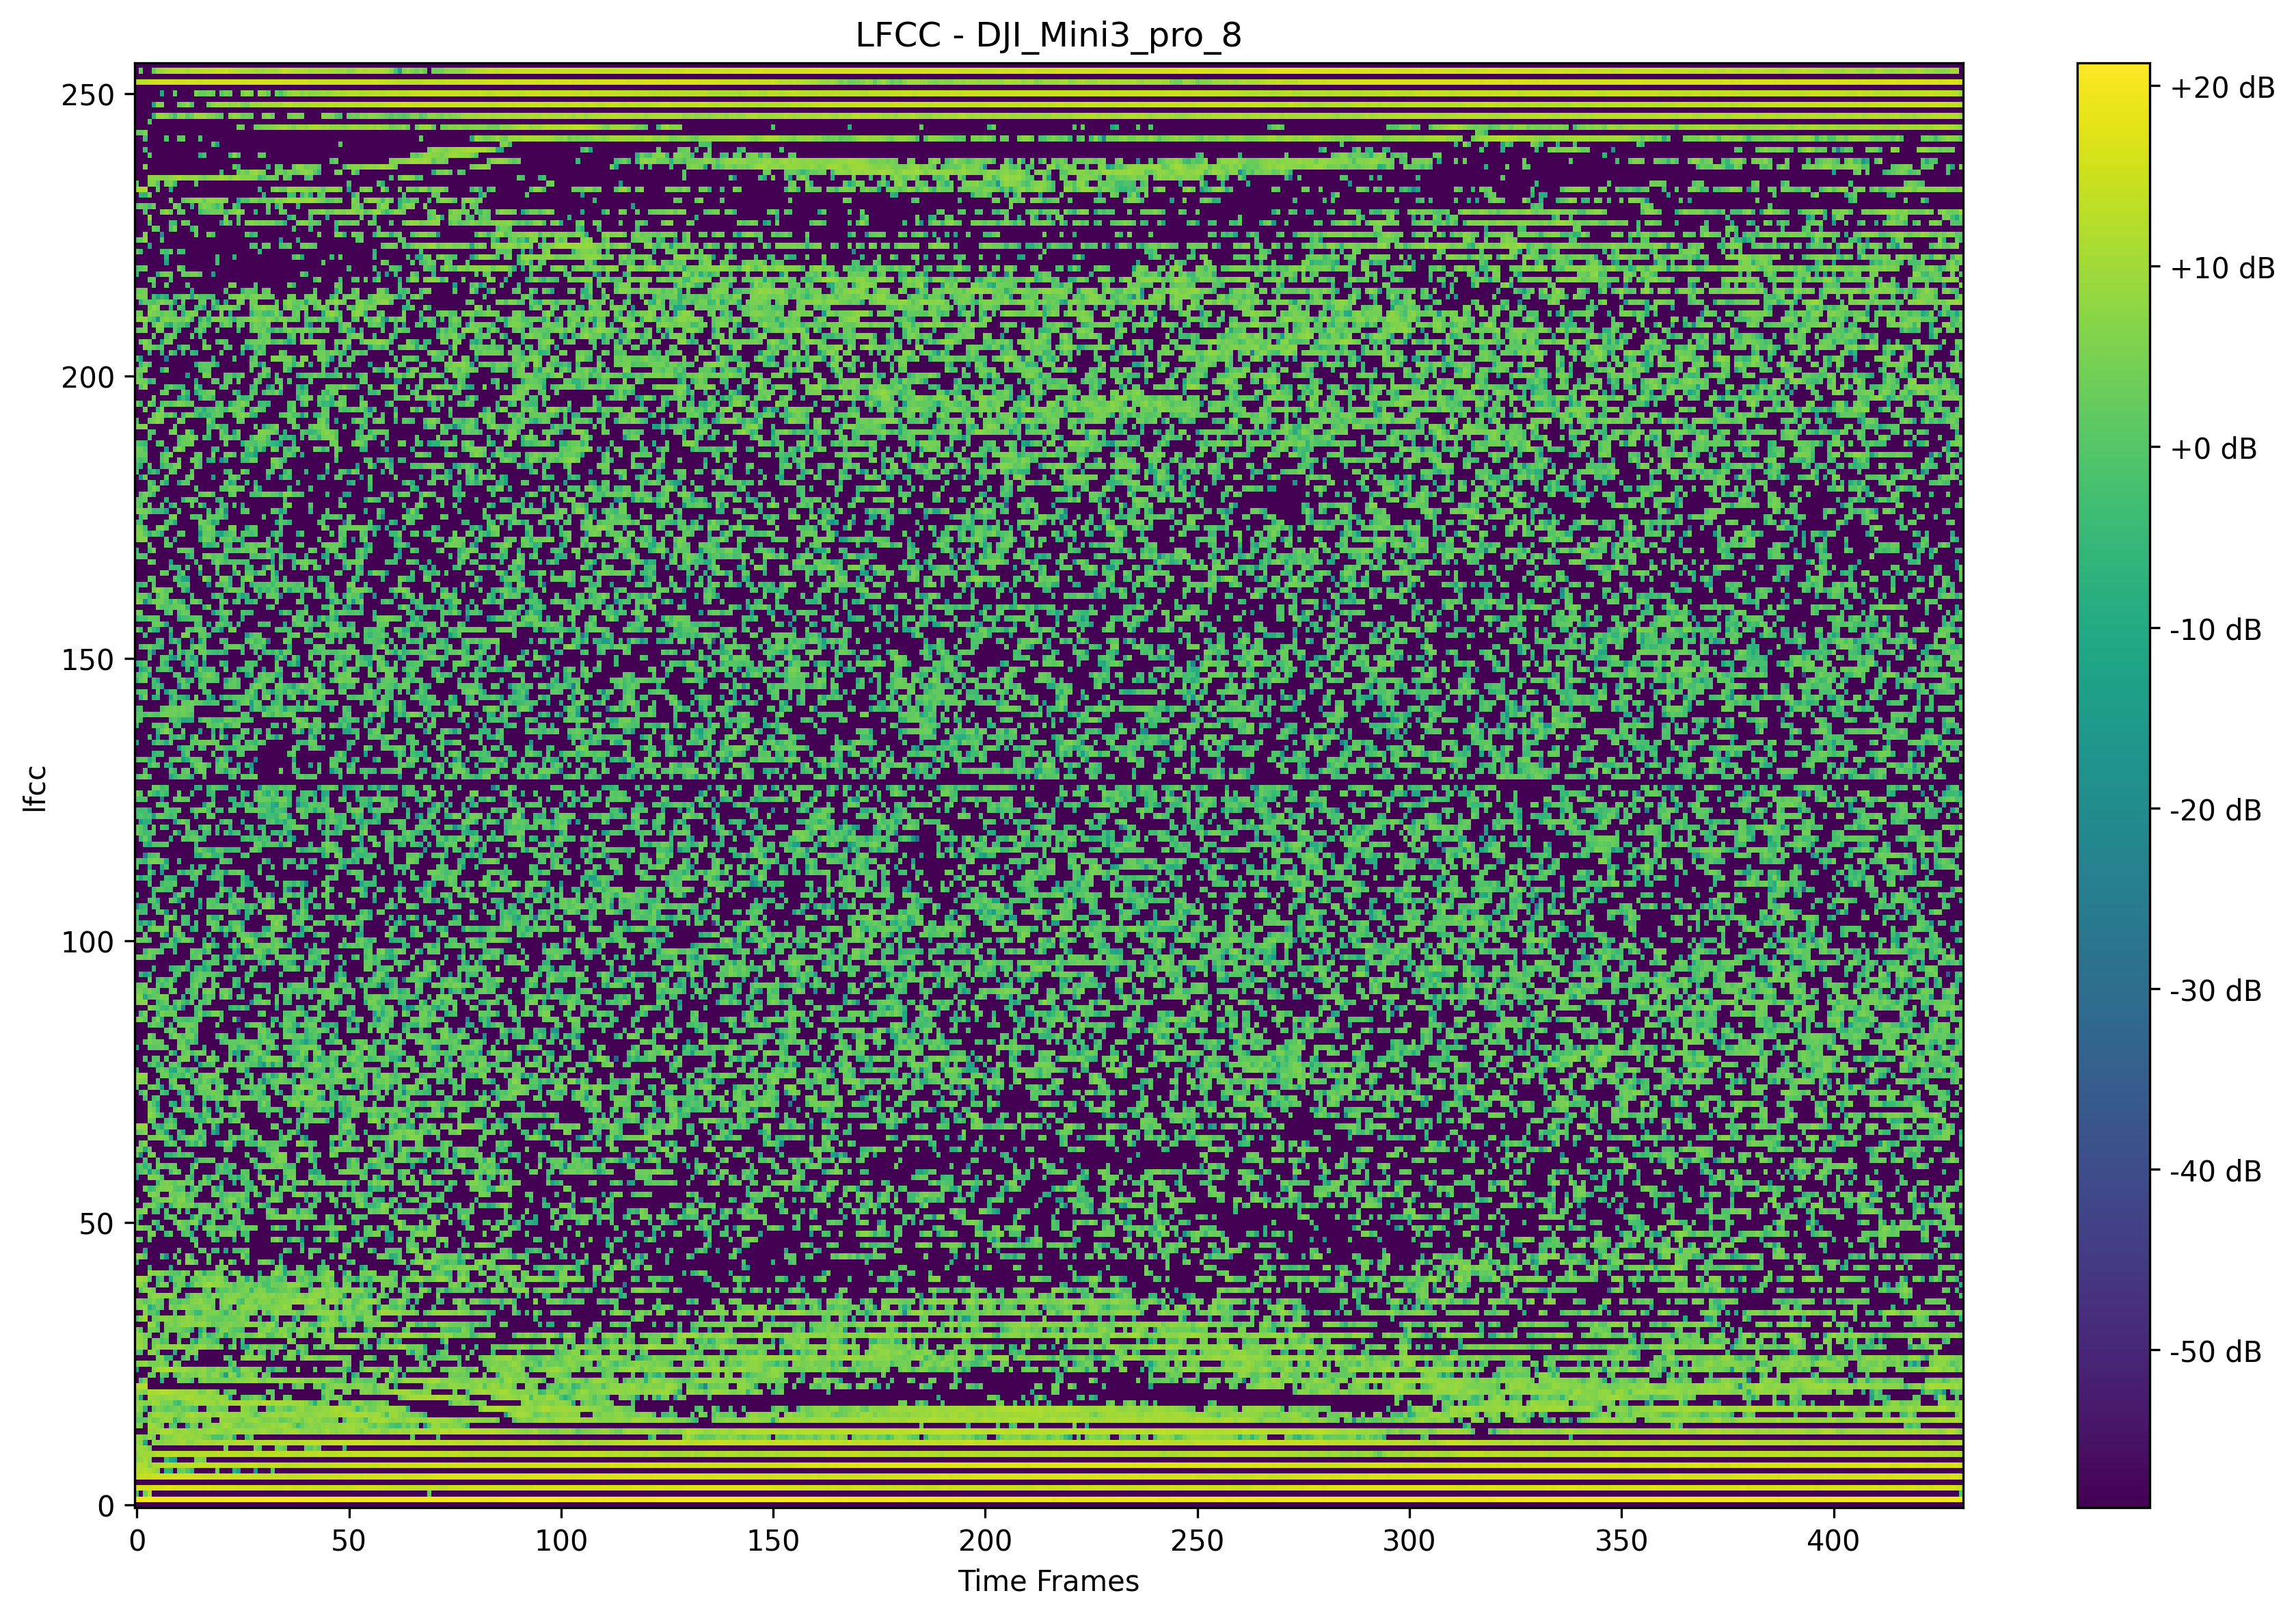 LFCC - DJI_Mini3_pro_8
250
200
150
100
50
0
lfcc
0 50 100 150 200 250 300 350 400
Time Frames
+20 dB
+10 dB
+0 dB
-10 dB
-20 dB
-30 dB
-40 dB
-50 dB